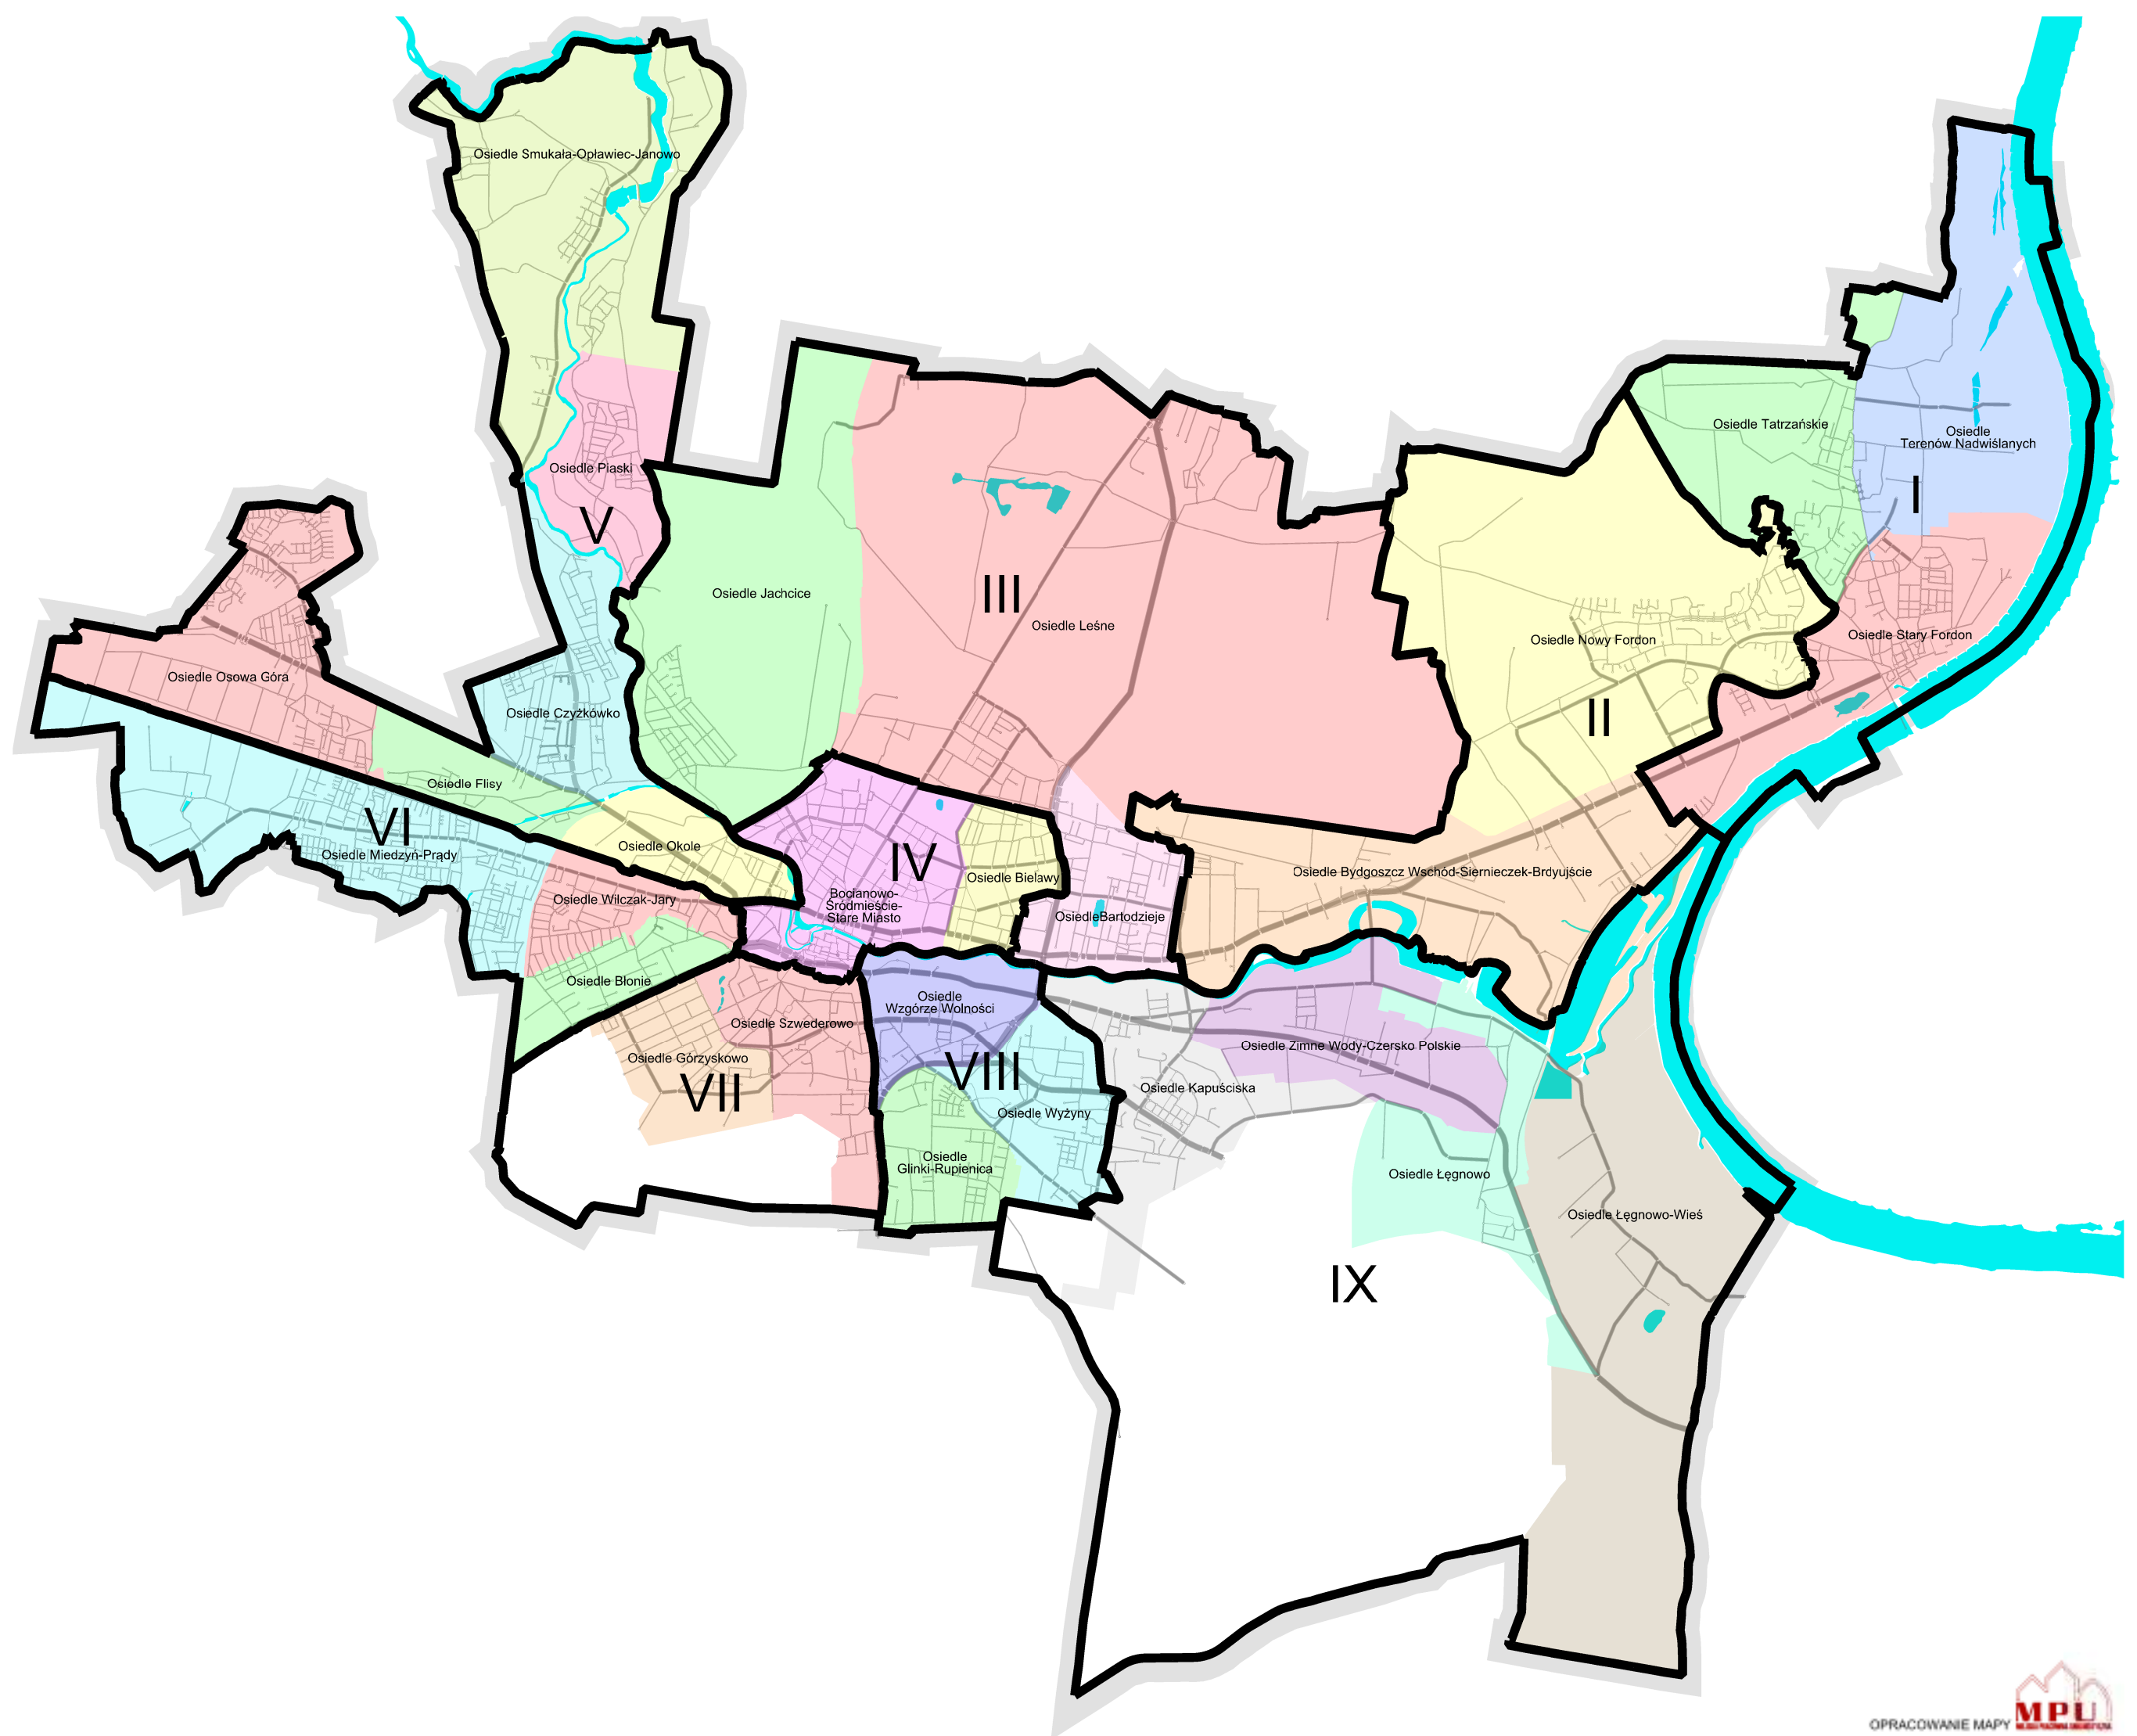 Osiedle Smukała-Opławiec-Janowo
Osiedle Tatrzańskie
Osiedle
Terenów Nadwiślanych
I
Osiedle Piaski
V
Osiedle Jachcice
III
Osiedle Leśne
Osiedle Nowy Fordon
Osiedle Stary Fordon
II
Osiedle Osowa Góra
Osiedle Czyżkówko
Osiedle Flisy
VI
Osiedle Miedzyń-Prądy
Osiedle Okole
IV
Osiedle Bielawy
Osiedle Bydgoszcz Wschód-Siernieczek-Brdyujście
Osiedle Wilczak-Jary
Bocianowo-
Śródmieście-
Stare Miasto
OsiedleBartodzieje
Osiedle Błonie
Osiedle
Wzgórze Wolności
Osiedle Szwederowo
Osiedle Górzyskowo
VII
VIII
Osiedle Zimne Wody-Czersko Polskie
Osiedle Kapuściska
Osiedle Wyżyny
Osiedle
Glinki-Rupienica
Osiedle Łęgnowo
Osiedle Łęgnowo-Wieś
IX
OPRACOWANIE MAPY
MPU